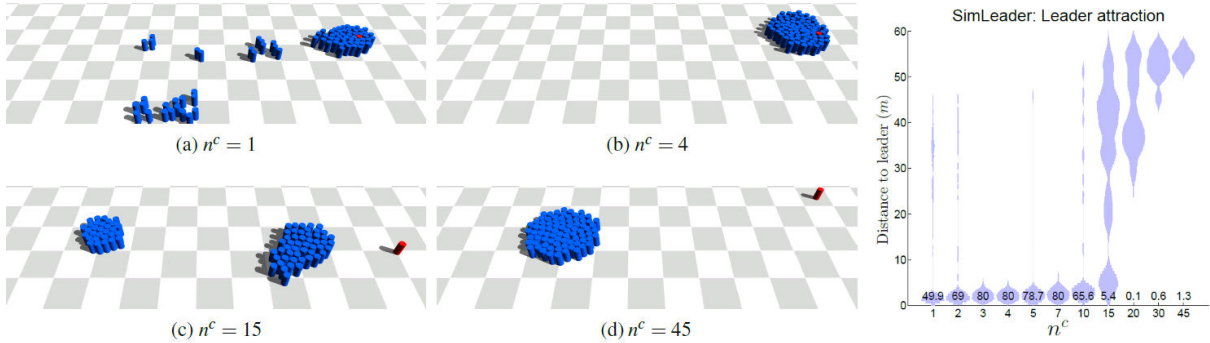 (a) n^c = 1
(b) n^c = 4
(c) n^c = 15
(d) n^c = 45
SimLeader: Leader attraction
Distance to leader (m)
60
50
40
30
20
10
0
49.9 69 80 80 78.7 80 65.6 5.4 0.1 0.6 1.3
1 2 3 4 5 7 10 15 20 30 45
n^c